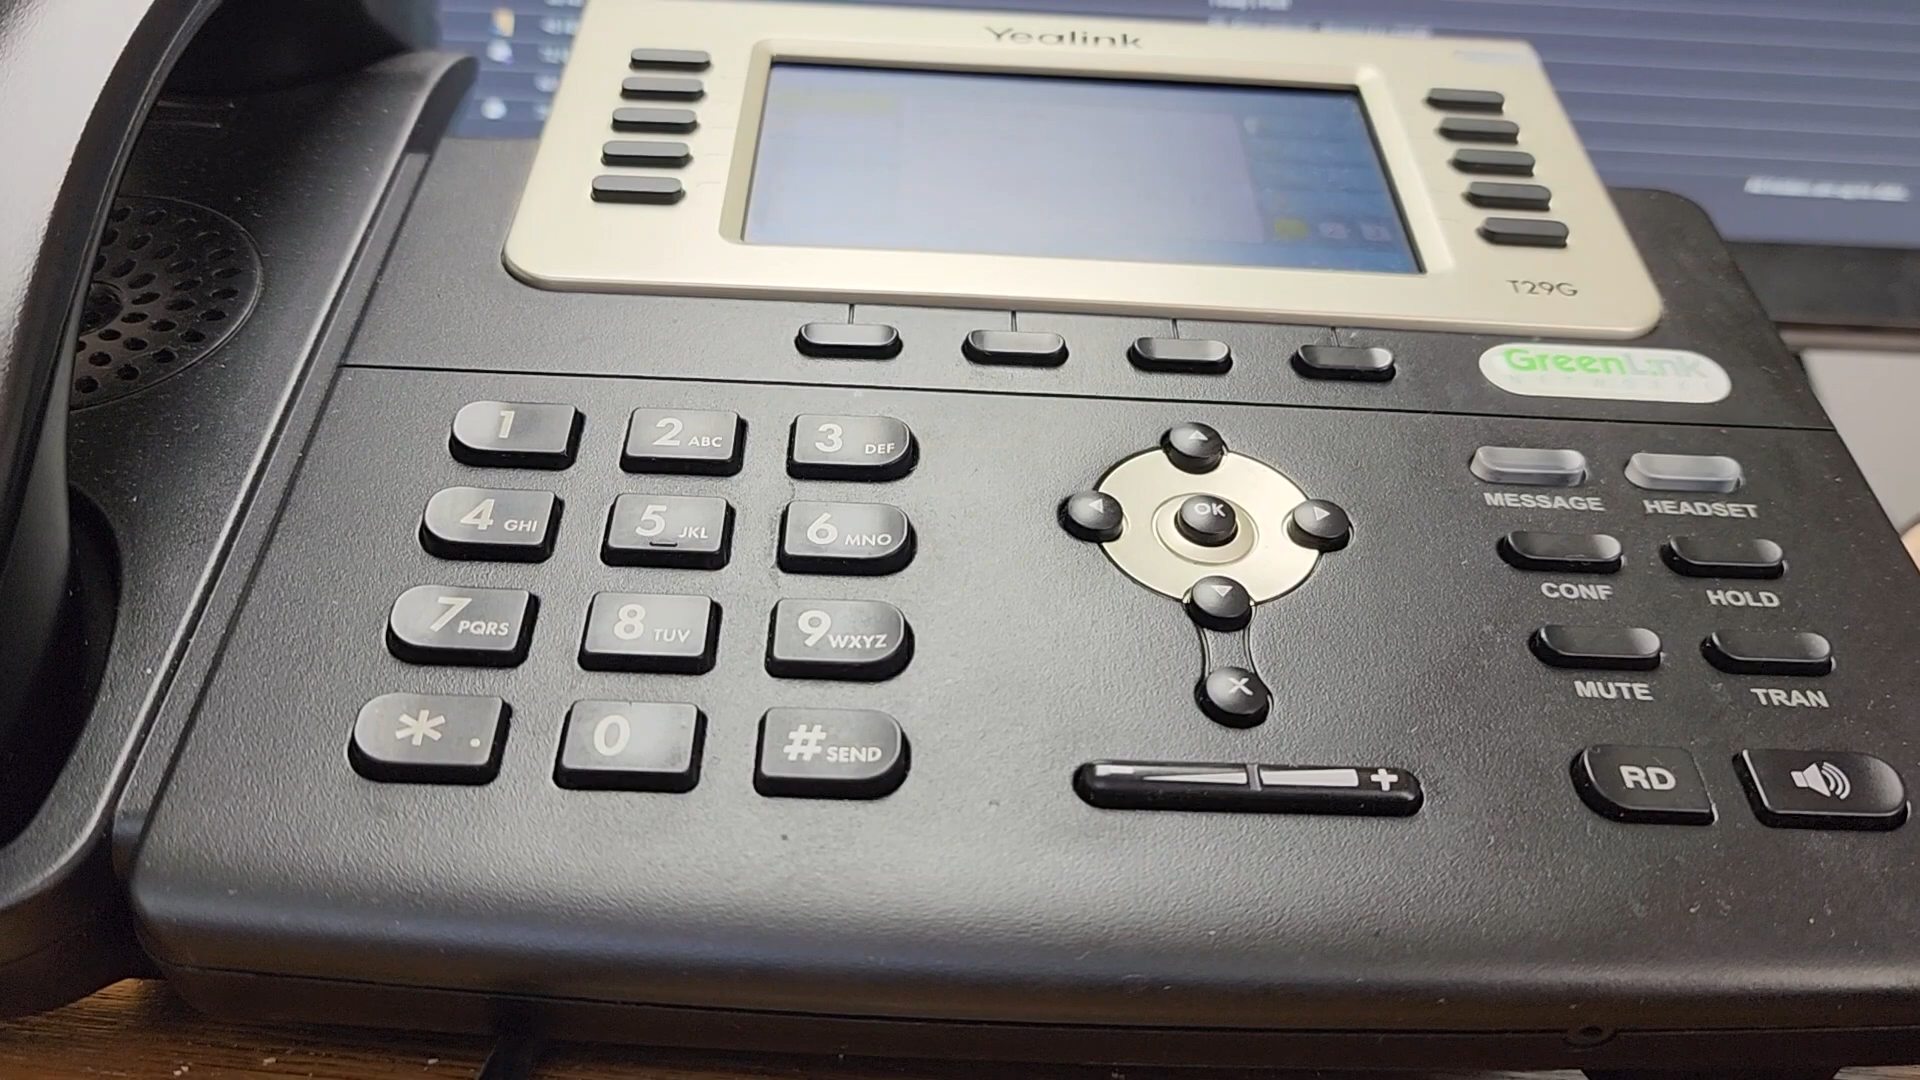 Yealink
T29G
GreenLink
NETWORKS
1
2 ABC
3 DEF
4 GHI
5 JKL
6 MNO
7 PQRS
8 TUV
9 WXYZ
* .
0
# SEND
OK
X
- +
MESSAGE
HEADSET
CONF
HOLD
MUTE
TRAN
RD